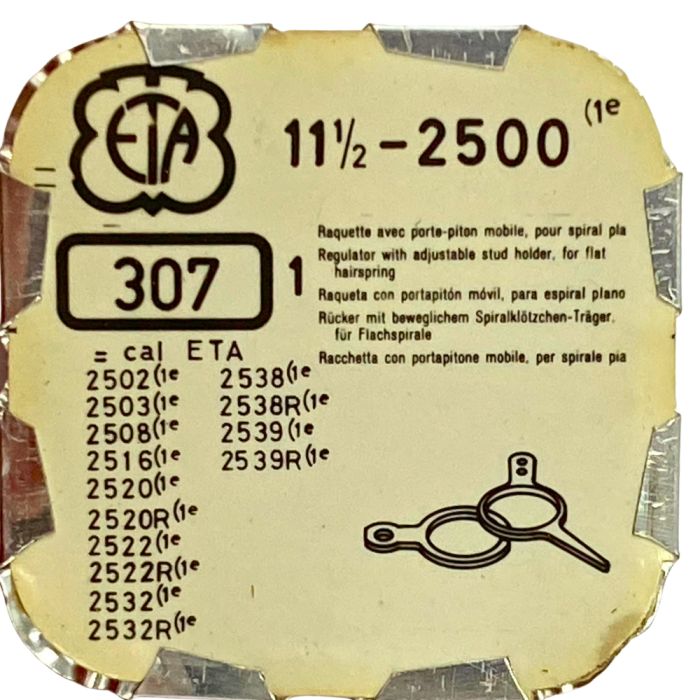 ETA
11½-2500 (1e
307
1
Raquette avec porte-piton mobile, pour spiral pla
Regulator with adjustable stud holder, for flat
hairspring
Raqueta con portapitón móvil, para espiral plano
Rücker mit beweglichem Spiralklötzchen-Träger,
für Flachspirale
Racchetta con portapitone mobile, per spirale pia
= cal ETA
2502(1e
2503(1e
2508(1e
2516(1e
2520(1e
2520R(1e
2522(1e
2522R(1e
2532(1e
2532R(1e
2538(1e
2538R(1e
2539(1e
2539R(1e